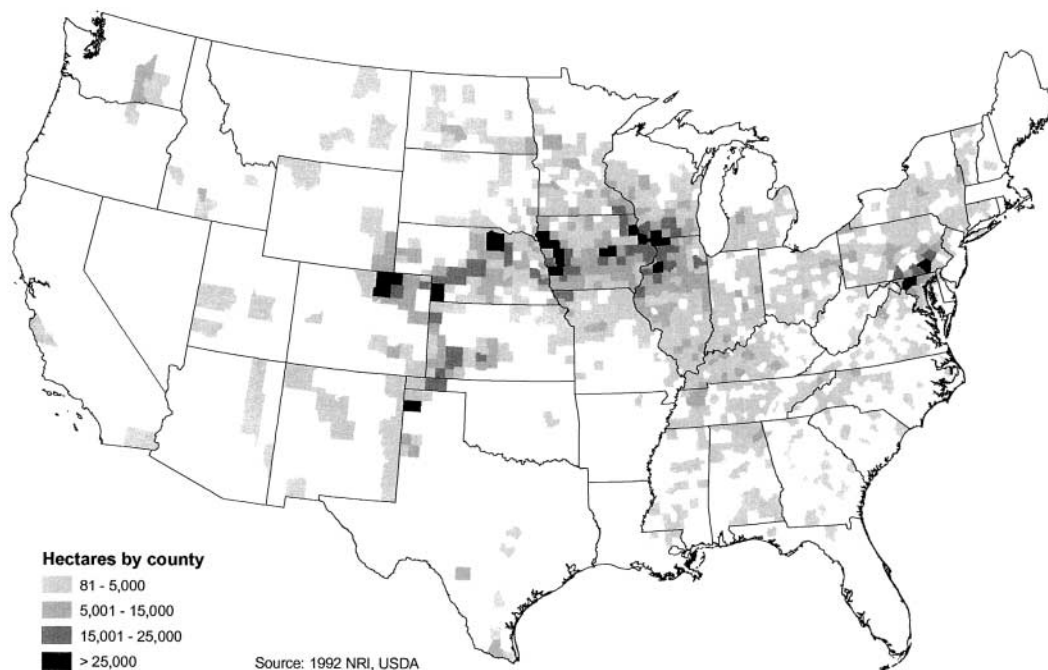 Hectares by county
81 - 5,000
5,001 - 15,000
15,001 - 25,000
> 25,000
Source: 1992 NRI, USDA